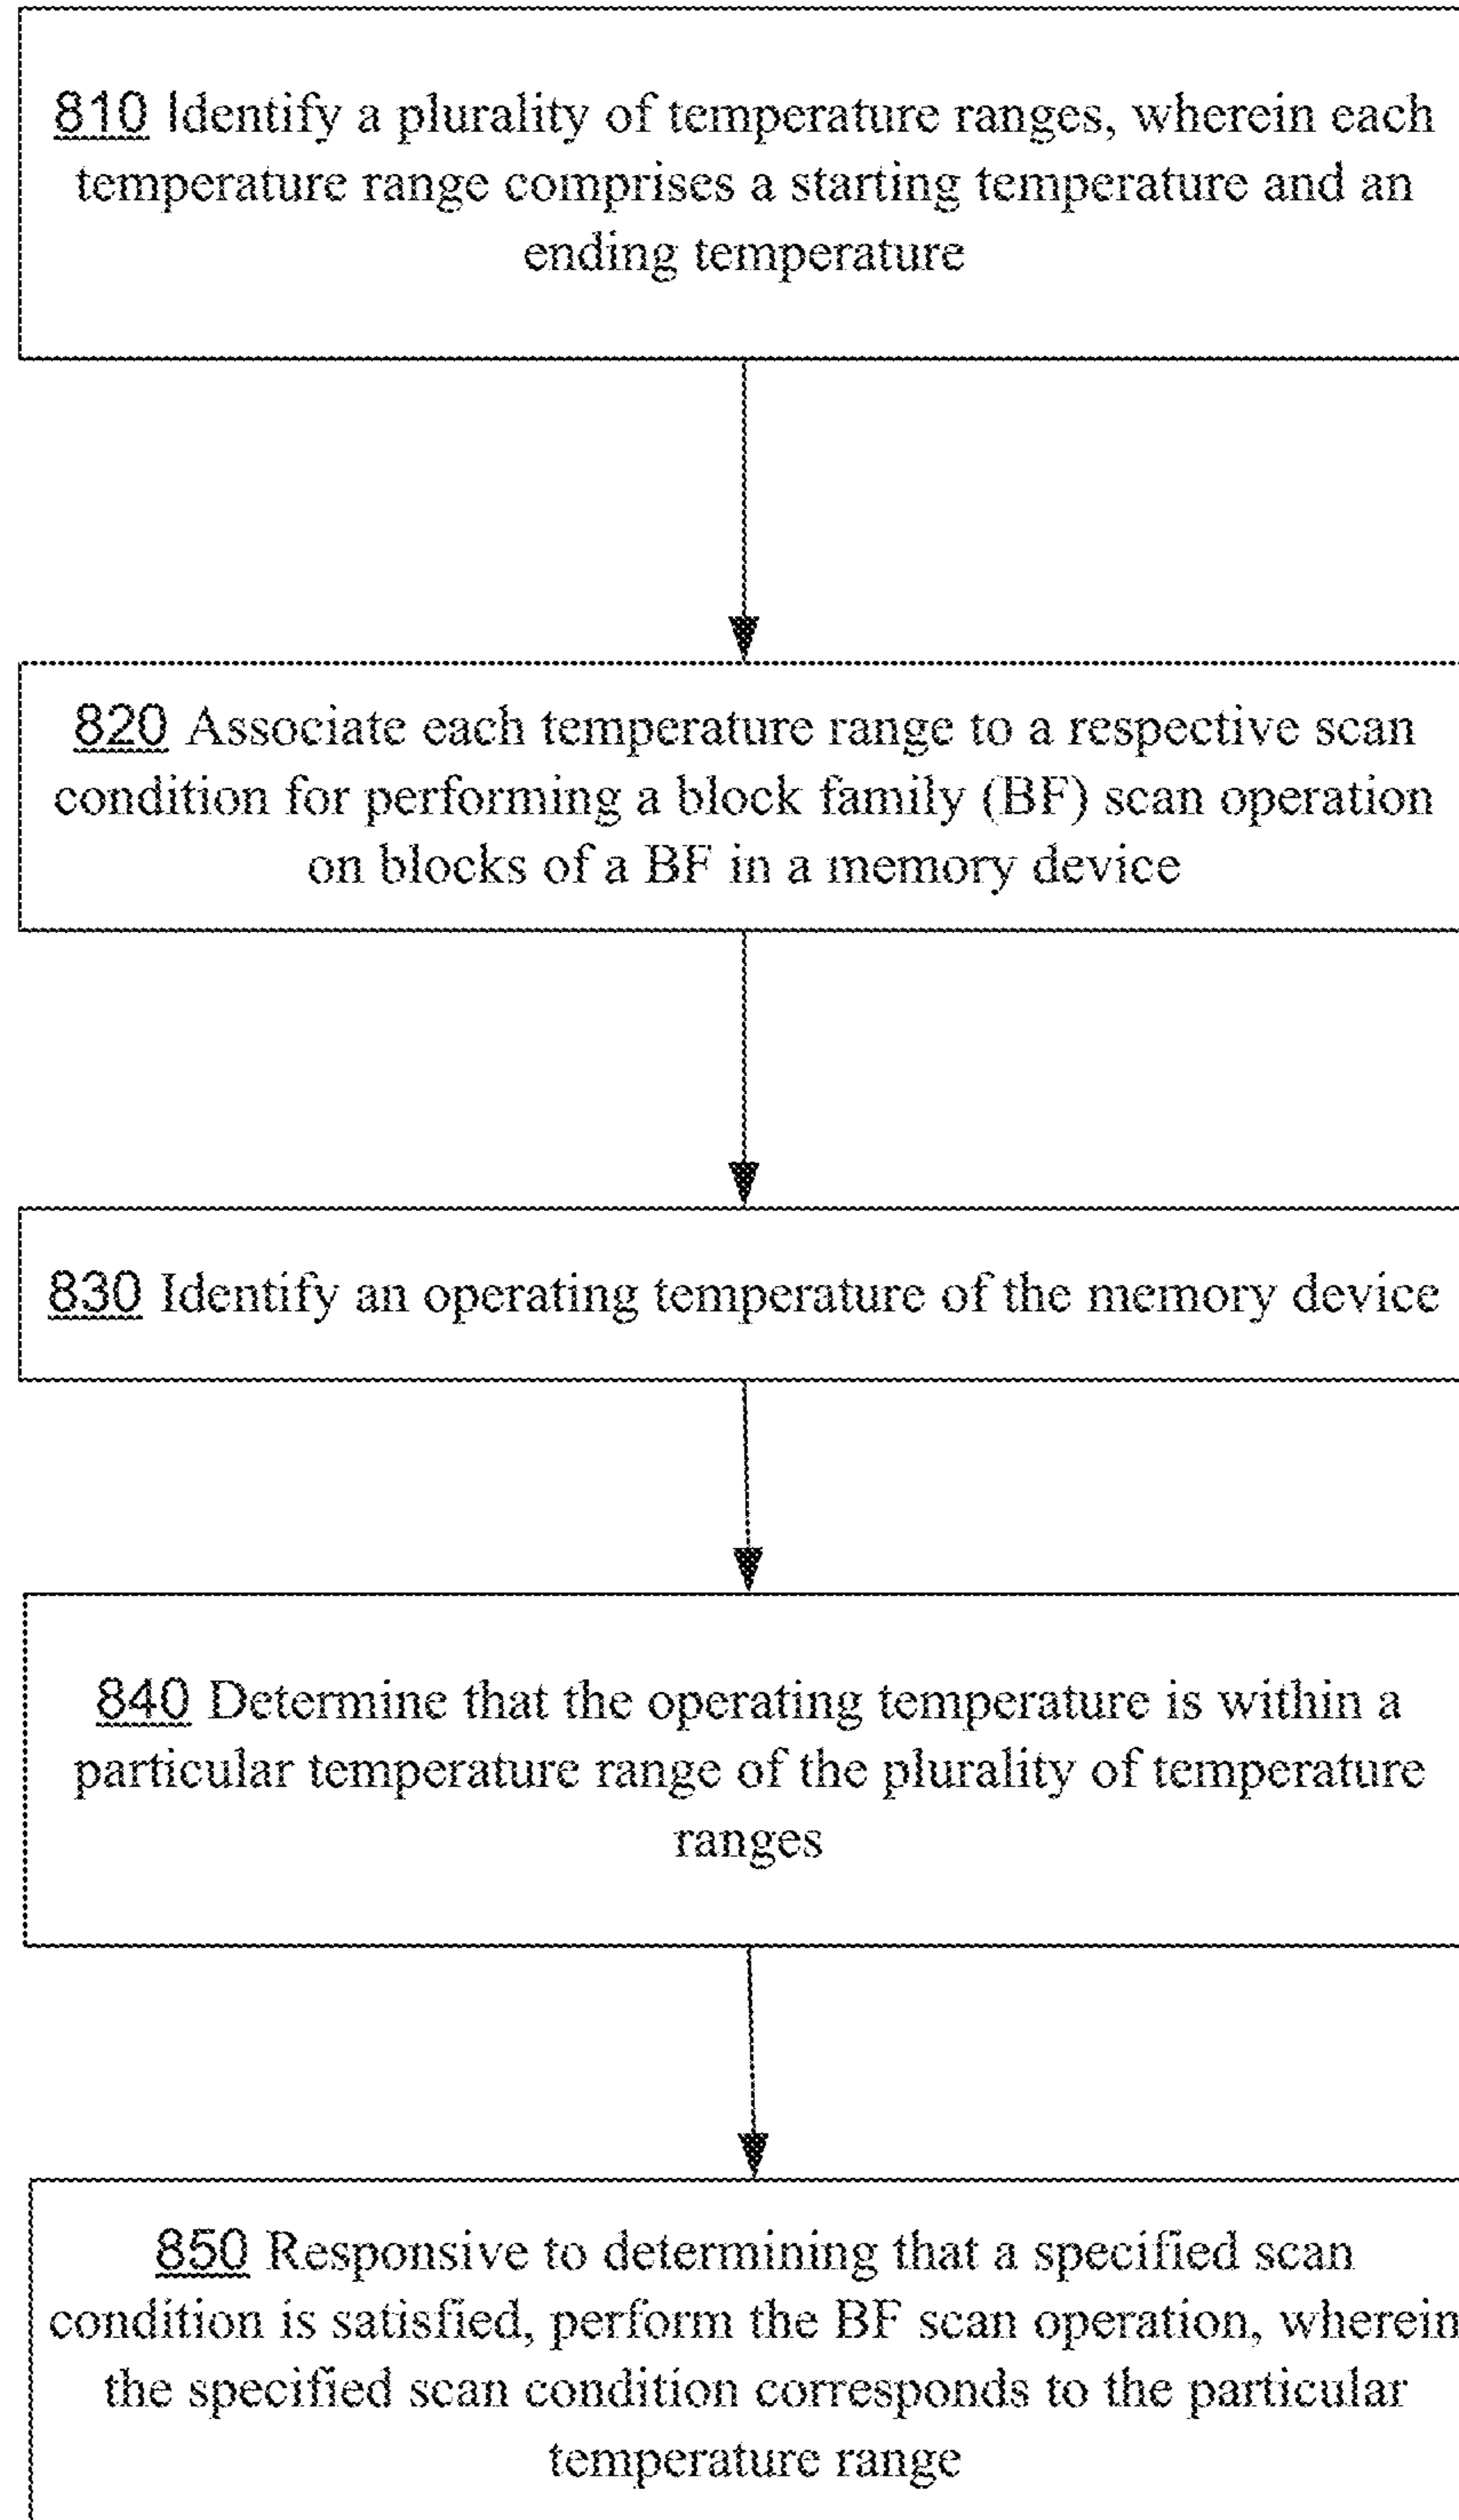 810 Identify a plurality of temperature ranges, wherein each
temperature range comprises a starting temperature and an
ending temperature
820 Associate each temperature range to a respective scan
condition for performing a block family (BF) scan operation
on blocks of a BF in a memory device
830 Identify an operating temperature of the memory device
840 Determine that the operating temperature is within a
particular temperature range of the plurality of temperature
ranges
850 Responsive to determining that a specified scan
condition is satisfied, perform the BF scan operation, wherein
the specified scan condition corresponds to the particular
temperature range